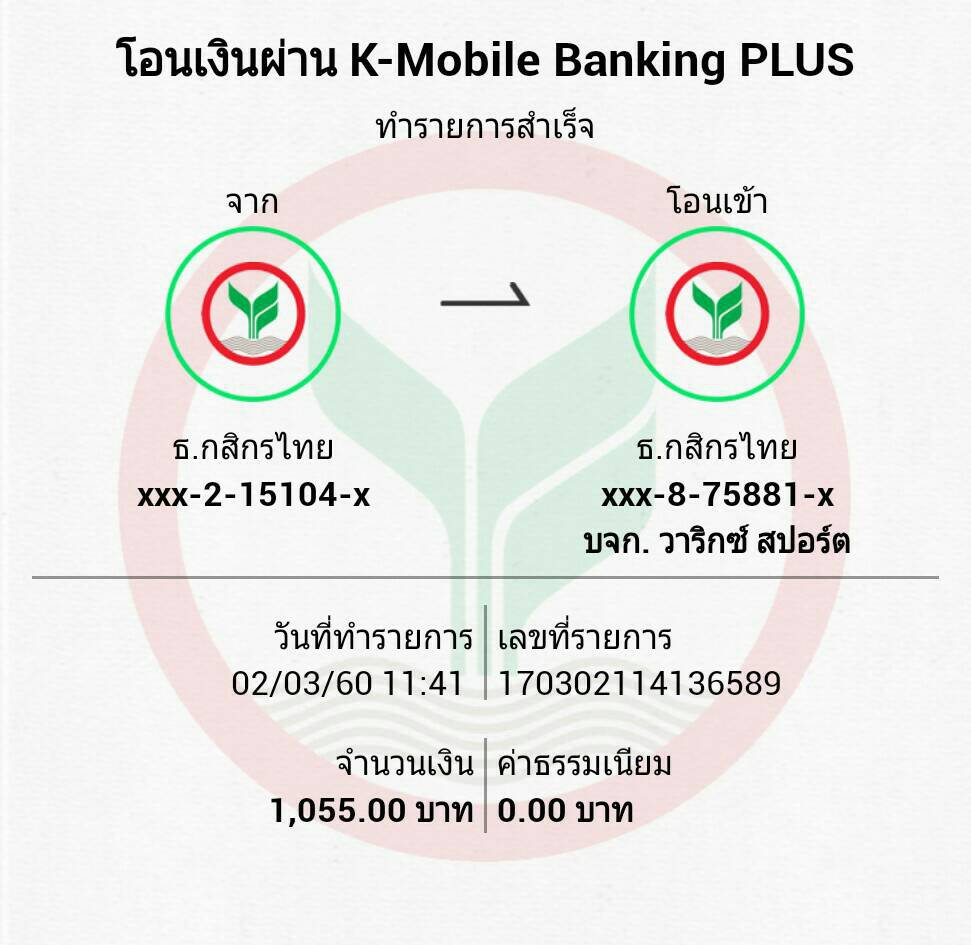 โอนเงินผ่าน K-Mobile Banking PLUS
ทำรายการสำเร็จ
จาก
โอนเข้า
ธ.กสิกรไทย
ธ.กสิกรไทย
xxx-2-15104-x
xxx-8-75881-x
บจก. วาริกซ์ สปอร์ต
วันที่ทำรายการ
เลขที่รายการ
02/03/60 11:41
170302114136589
จำนวนเงิน
ค่าธรรมเนียม
1,055.00 บาท
0.00 บาท